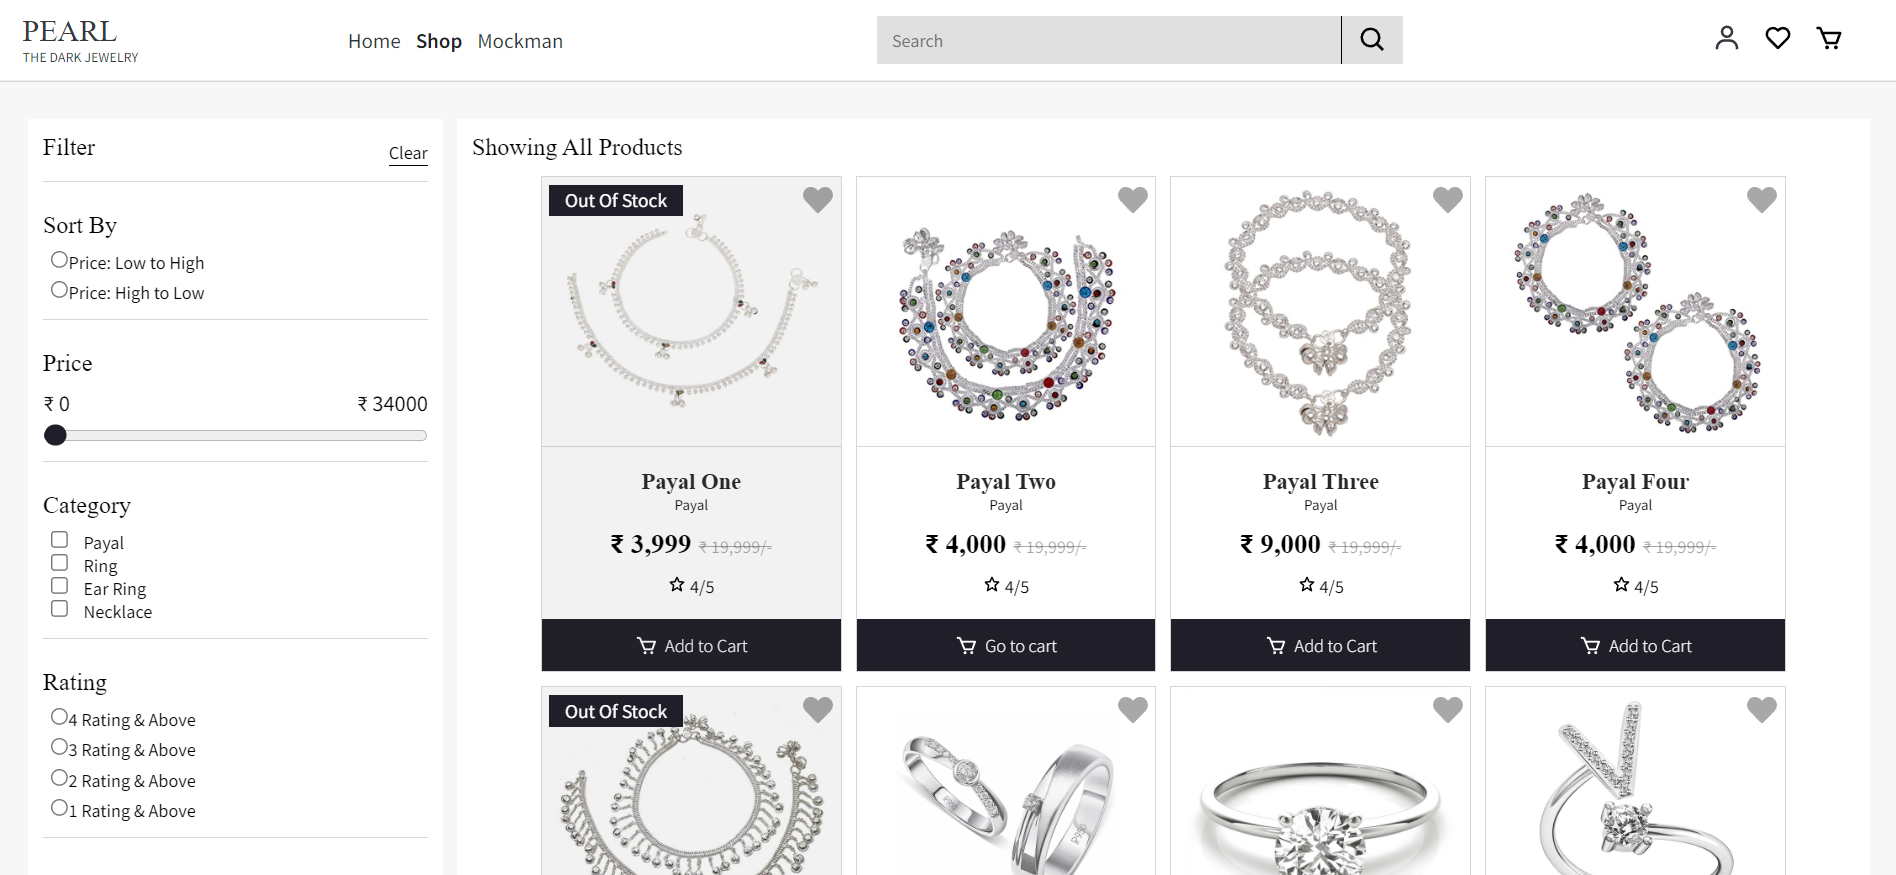 PEARL
THE DARK JEWELRY
Home Shop Mockman
Search
Filter
Clear
Sort By
Price: Low to High
Price: High to Low
Price
₹ 0
₹ 34000
Category
Payal
Ring
Ear Ring
Necklace
Rating
4 Rating & Above
3 Rating & Above
2 Rating & Above
1 Rating & Above
Showing All Products
Out Of Stock
Payal One
Payal
₹ 3,999 ₹ 19,999/-
4/5
Add to Cart
Payal Two
Payal
₹ 4,000 ₹ 19,999/-
4/5
Go to cart
Payal Three
Payal
₹ 9,000 ₹ 19,999/-
4/5
Add to Cart
Payal Four
Payal
₹ 4,000 ₹ 19,999/-
4/5
Add to Cart
Out Of Stock